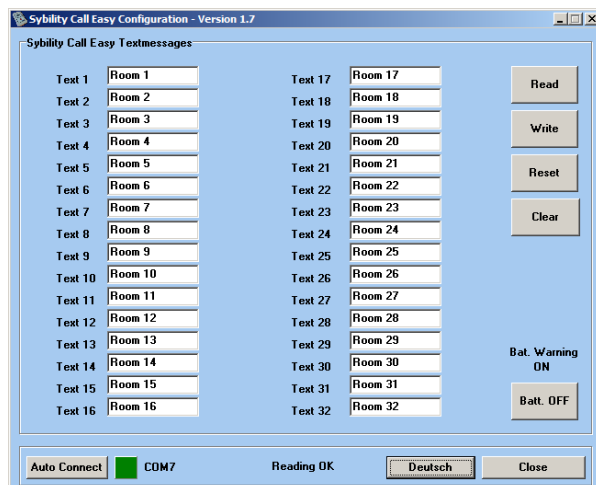 Sybility Call Easy Configuration - Version 1.7
Sybility Call Easy Textmessages
Text 1 Room 1
Text 2 Room 2
Text 3 Room 3
Text 4 Room 4
Text 5 Room 5
Text 6 Room 6
Text 7 Room 7
Text 8 Room 8
Text 9 Room 9
Text 10 Room 10
Text 11 Room 11
Text 12 Room 12
Text 13 Room 13
Text 14 Room 14
Text 15 Room 15
Text 16 Room 16
Text 17 Room 17
Text 18 Room 18
Text 19 Room 19
Text 20 Room 20
Text 21 Room 21
Text 22 Room 22
Text 23 Room 23
Text 24 Room 24
Text 25 Room 25
Text 26 Room 26
Text 27 Room 27
Text 28 Room 28
Text 29 Room 29
Text 30 Room 30
Text 31 Room 31
Text 32 Room 32
Read
Write
Reset
Clear
Bat. Warning
ON
Batt. OFF
Auto Connect COM7 Reading OK Deutsch Close